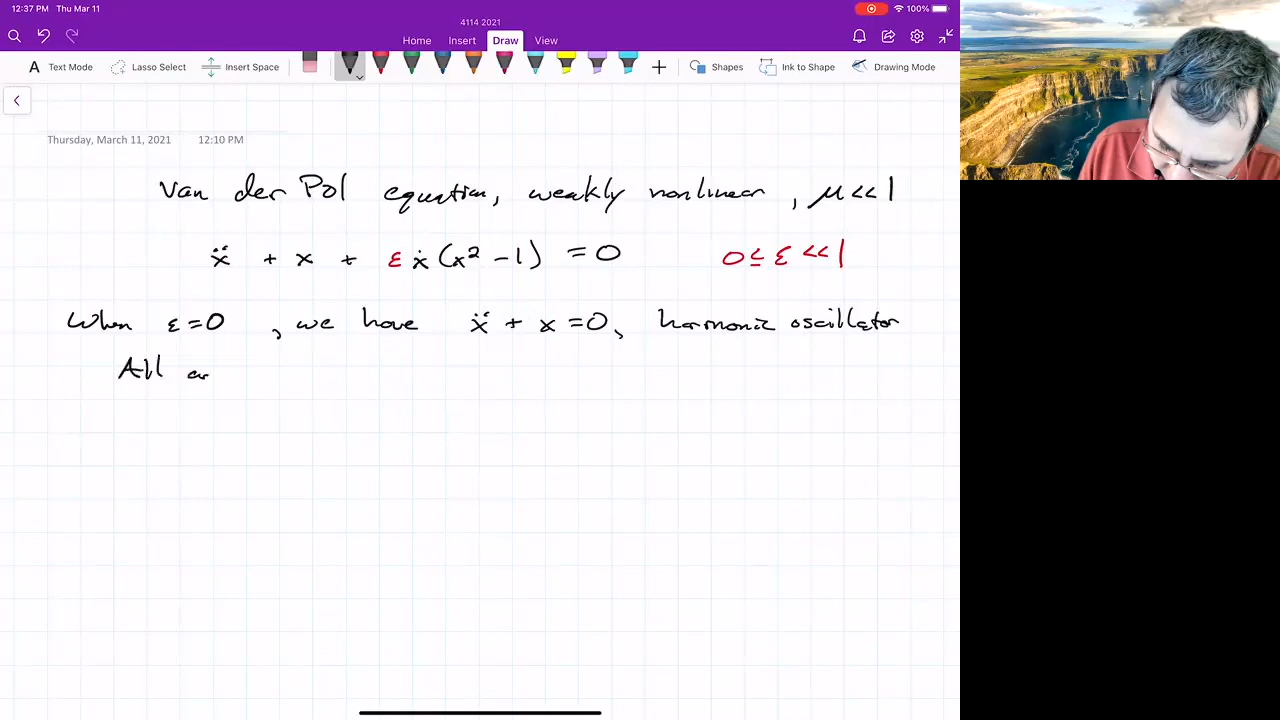 12:37 PM Thu Mar 11
100%
4114 2021
Home Insert Draw View
A Text Mode Lasso Select Insert Space Shapes Ink to Shape Drawing Mode
Thursday, March 11, 2021 12:10 PM
Van der Pol equation, weakly nonlinear, μ << 1
ẍ + x + ε ẋ (x² - 1) = 0 0 ≤ ε << 1
When ε = 0, we have ẍ + x = 0, harmonic oscillator
All